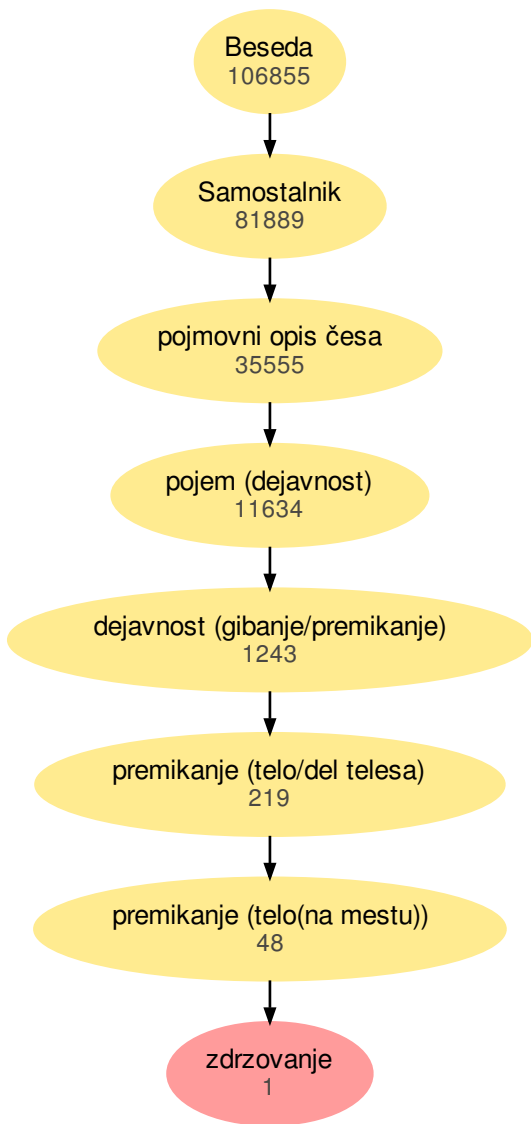 Beseda
106855
Samostalnik
81889
pojmovni opis česa
35555
pojem (dejavnost)
11634
dejavnost (gibanje/premikanje)
1243
premikanje (telo/del telesa)
219
premikanje (telo(na mestu))
48
zdrzovanje
1